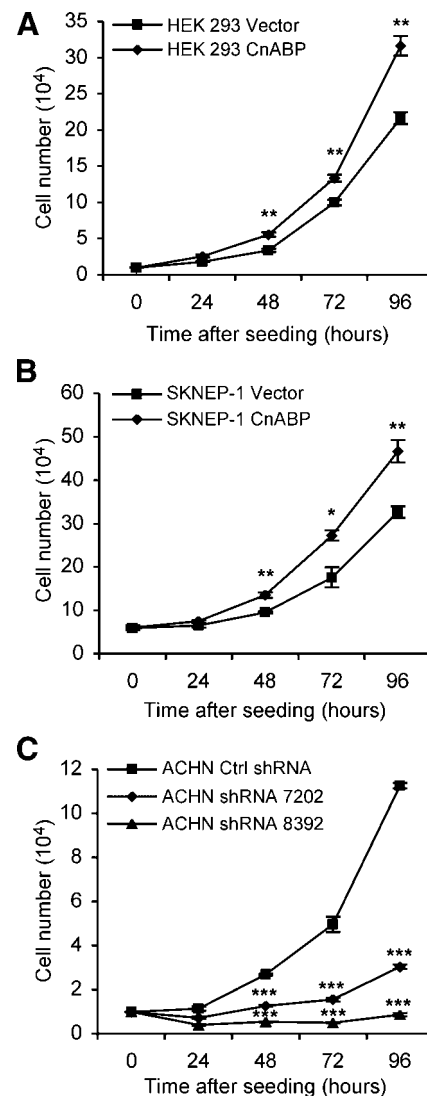 A
HEK 293 Vector
HEK 293 CnABP
Cell number (10⁴)
35
30
25
20
15
10
5
0
**
**
**
0 24 48 72 96
Time after seeding (hours)
B
SKNEP-1 Vector
SKNEP-1 CnABP
Cell number (10⁴)
60
50
40
30
20
10
0
**
*
**
0 24 48 72 96
Time after seeding (hours)
C
ACHN Ctrl shRNA
ACHN shRNA 7202
ACHN shRNA 8392
Cell number (10⁴)
12
10
8
6
4
2
0
*** *** ***
*** *** ***
0 24 48 72 96
Time after seeding (hours)